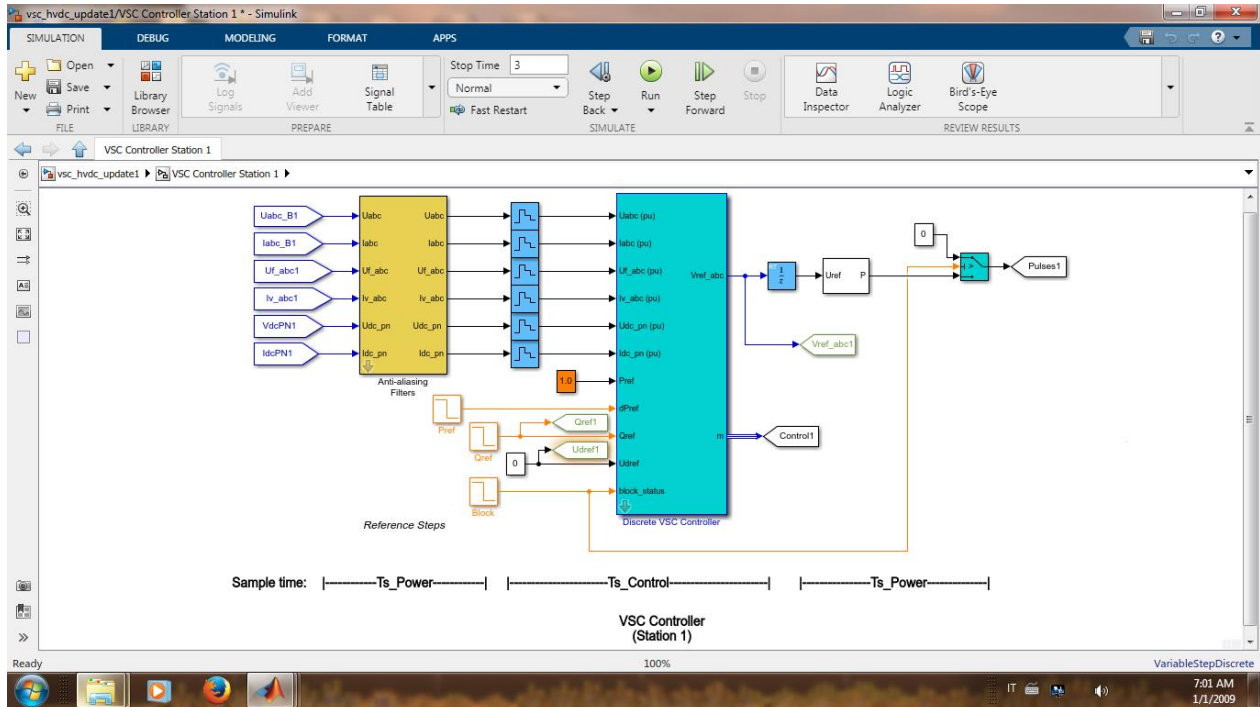 vsc_hvdc_update1/VSC Controller Station 1 * - Simulink
SIMULATION DEBUG MODELING FORMAT APPS
New
Open
Save
Print
FILE
Library Browser
LIBRARY
Log Signals
Add Viewer
Signal Table
PREPARE
Stop Time 3
Normal
Fast Restart
Step Back
Run
Step Forward
Stop
SIMULATE
Data Inspector
Logic Analyzer
Bird's-Eye Scope
REVIEW RESULTS
VSC Controller Station 1
vsc_hvdc_update1 VSC Controller Station 1
Uabc_B1 Uabc Uabc Uabc (pu)
Iabc_B1 Iabc Iabc Iabc (pu)
Uf_abc1 Uf_abc Uf_abc Uf_abc (pu)
Iv_abc1 Iv_abc Iv_abc Iv_abc (pu)
VdcPN1 Udc_pn Udc_pn Udc_pn (pu)
IdcPN1 Idc_pn Idc_pn Idc_pn (pu)
Anti-aliasing
Filters
1.0 Pref
Pref dPref
Qref Qref1 Qref
0 Udref1 Udref
Block block_status
Vref_abc
m
Discrete VSC Controller
1
z
Uref P
0
Pulses1
Vref_abc1
Control1
Reference Steps
Sample time: |------------Ts_Power------------| |-----------------------Ts_Control-----------------------| |----------------Ts_Power--------------|
VSC Controller
(Station 1)
Ready 100% VariableStepDiscrete
IT 7:01 AM
1/1/2009